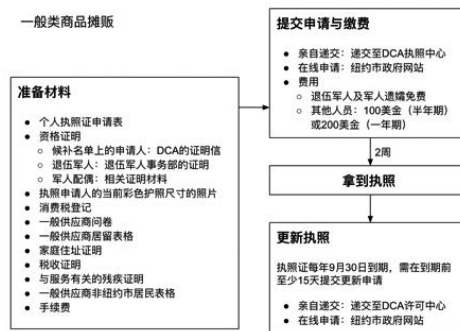 一般类商品摊贩
准备材料
个人执照证申请表
资格证明
候补名单上的申请人：DCA的证明信
退伍军人：退伍军人事务部的证明
军人配偶：相关证明材料
执照申请人的当前彩色护照尺寸的照片
消费税登记
一般供应商问卷
一般供应商居留表格
家庭住址证明
税收证明
与服务有关的残疾证明
一般供应商非纽约市居民表格
手续费
提交申请与缴费
亲自递交：递交至DCA执照中心
在线申请：纽约市政府网站
费用
退伍军人及军人遗孀免费
其他人员：100美金（半年期）
或200美金（一年期）
2周
拿到执照
更新执照
执照证每年9月30日到期，需在到期前
至少15天提交更新申请
亲自递交：递交至DCA许可中心
在线申请：纽约市政府网站